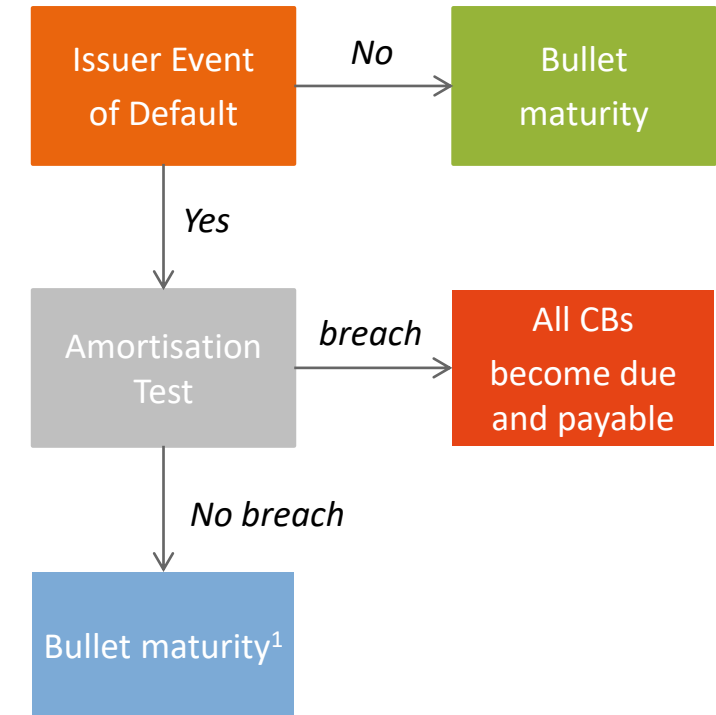 Issuer Event
of Default
No
Bullet
maturity
Yes
Amortisation
Test
breach
All CBs
become due
and payable
No breach
Bullet maturity¹